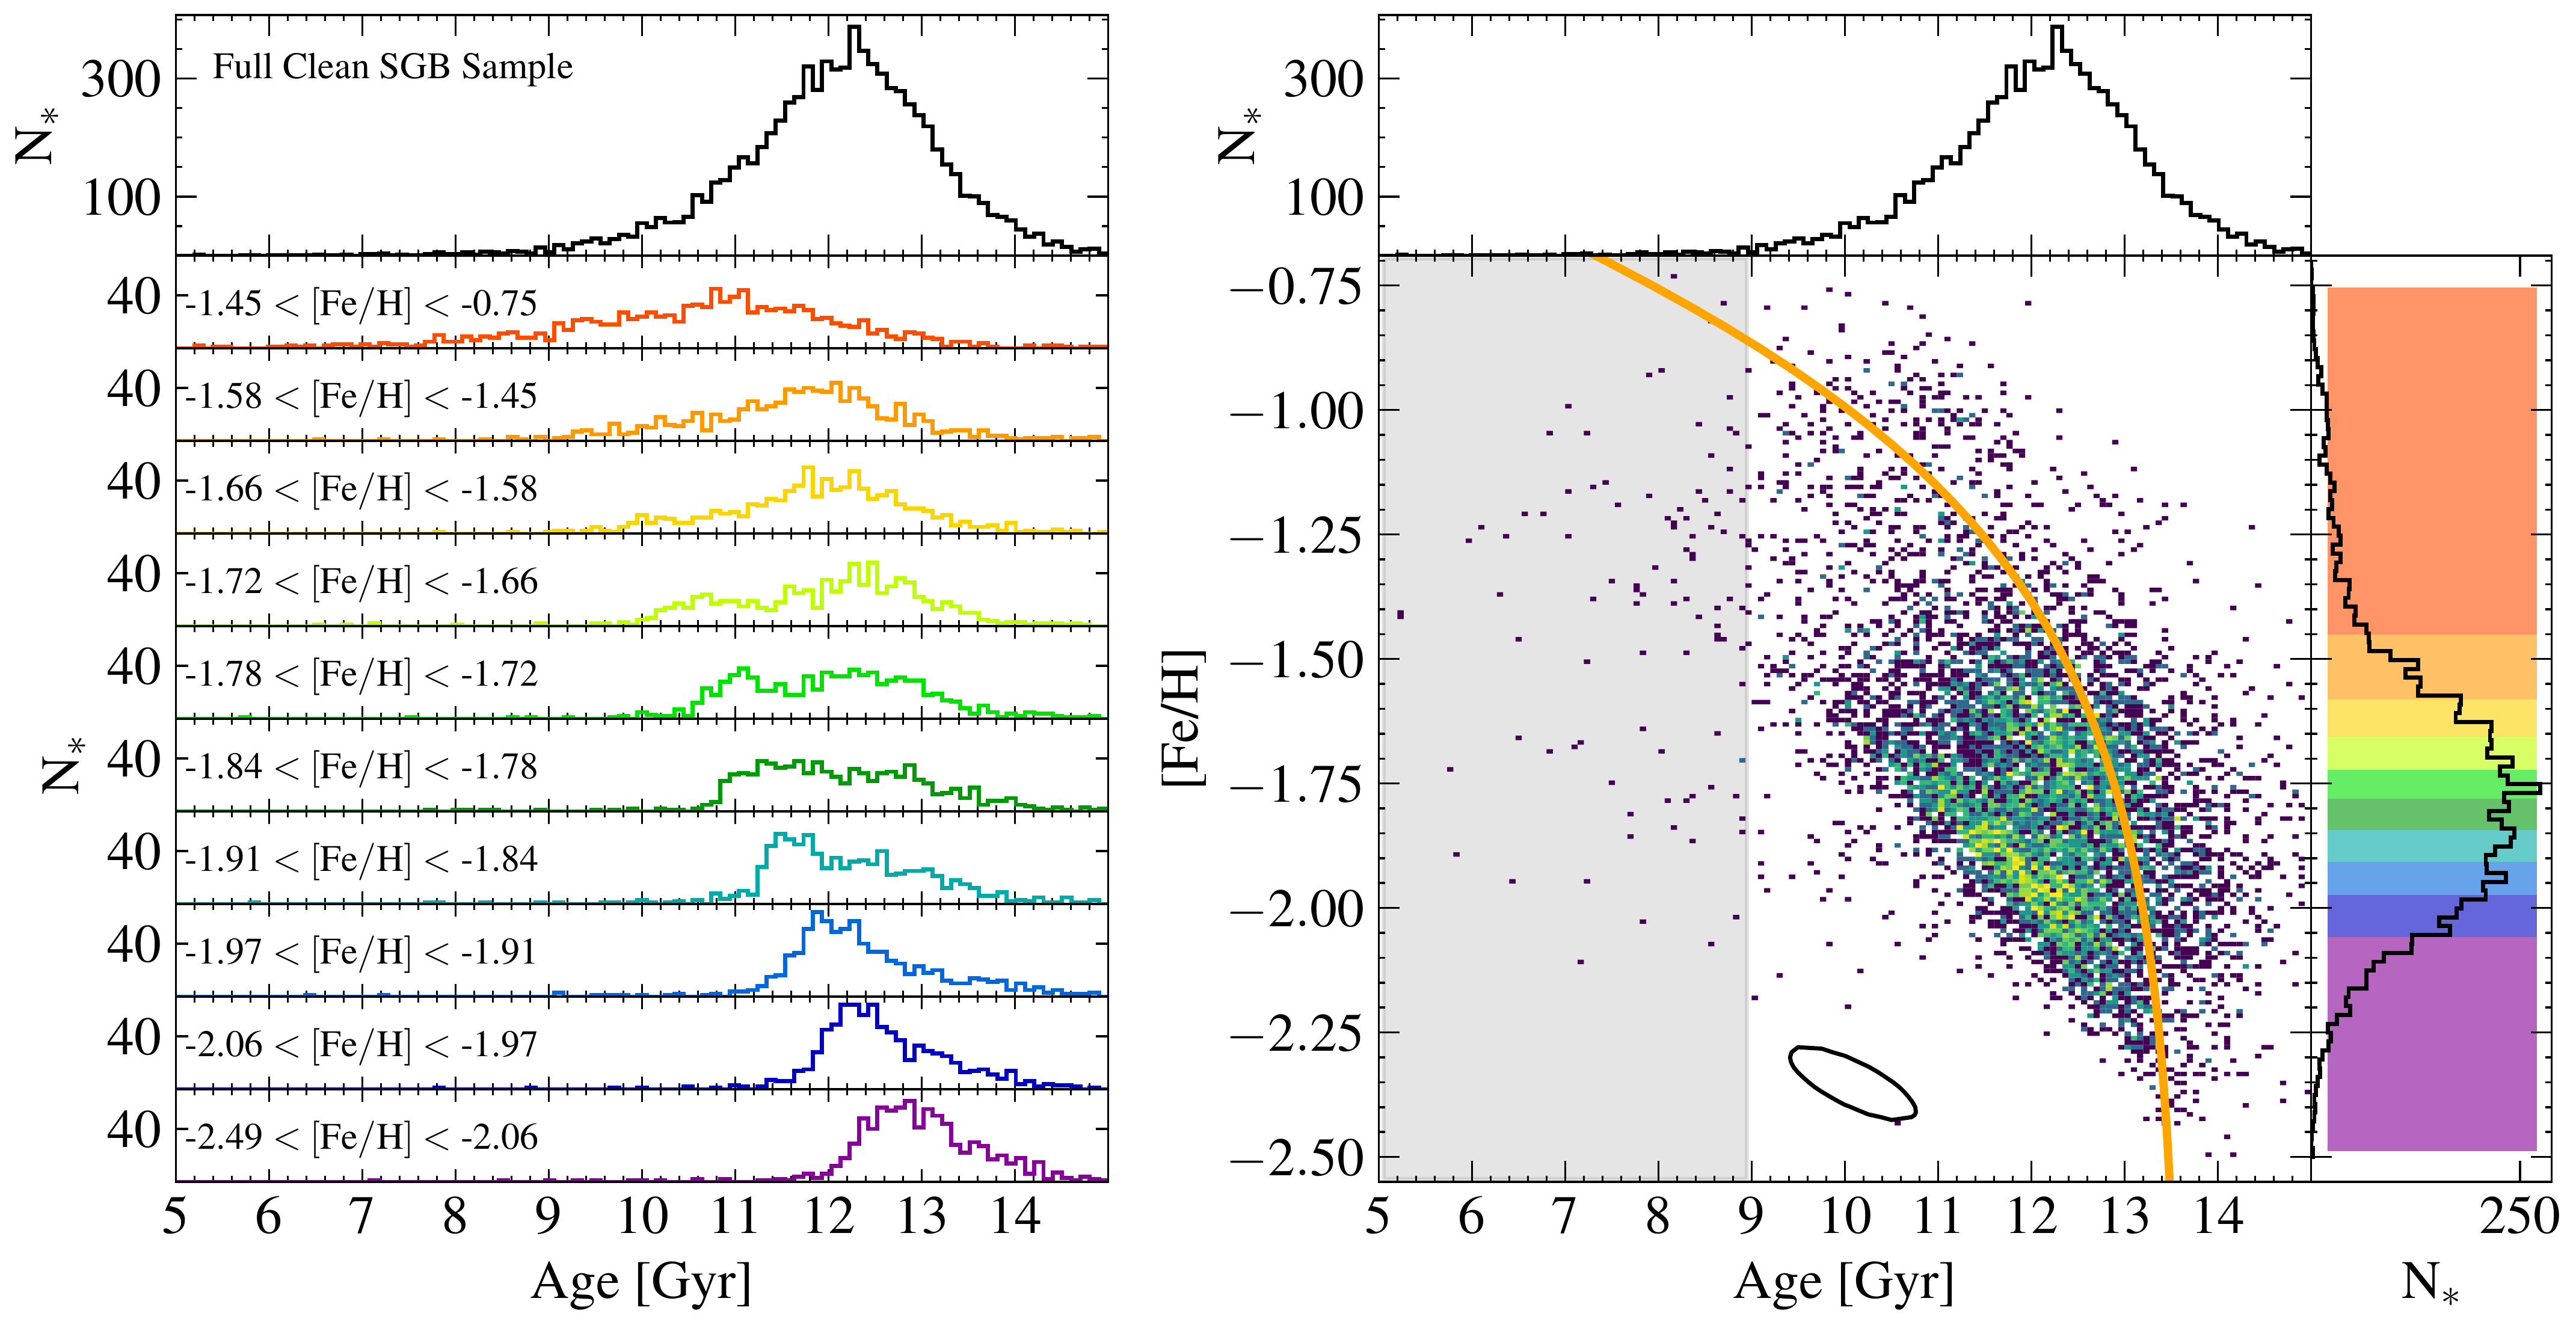 Full Clean SGB Sample
300
100
N*
-1.45 < [Fe/H] < -0.75
40
-1.58 < [Fe/H] < -1.45
40
-1.66 < [Fe/H] < -1.58
40
-1.72 < [Fe/H] < -1.66
40
-1.78 < [Fe/H] < -1.72
40
-1.84 < [Fe/H] < -1.78
40
N*
-1.91 < [Fe/H] < -1.84
40
-1.97 < [Fe/H] < -1.91
40
-2.06 < [Fe/H] < -1.97
40
-2.49 < [Fe/H] < -2.06
40
5 6 7 8 9 10 11 12 13 14
Age [Gyr]
300
100
N*
−0.75
−1.00
−1.25
−1.50
−1.75
−2.00
−2.25
−2.50
[Fe/H]
5 6 7 8 9 10 11 12 13 14
Age [Gyr]
250
N*